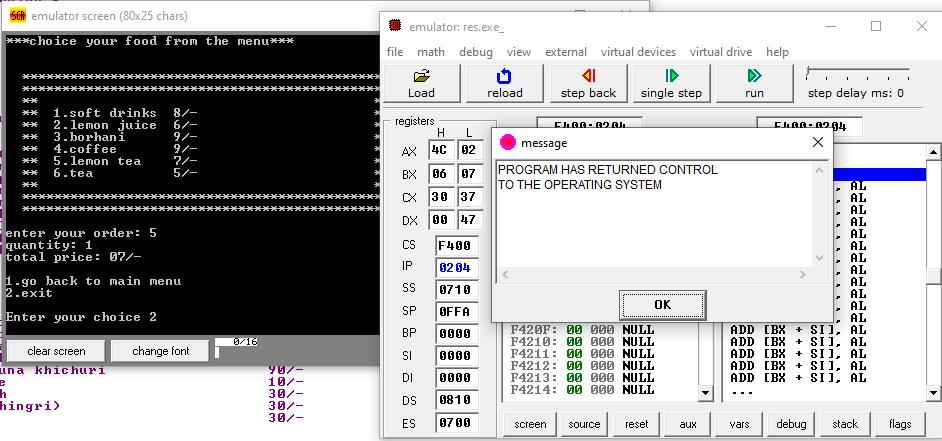 emulator screen (80x25 chars)
***choice your food from the menu***
** 1.soft drinks 8/-
** 2.lemon juice 6/-
** 3.borhani 9/-
** 4.coffee 9/-
** 5.lemon tea 7/-
** 6.tea 5/-
enter your order: 5
quantity: 1
total price: 07/-
1.go back to main menu
2.exit
Enter your choice 2
clear screen change font 0/16
una khichuri 90/-
e 10/-
h 30/-
hingri) 30/-
30/-
emulator: res.exe_
file math debug view external virtual devices virtual drive help
Load reload step back single step run step delay ms: 0
registers F400:0204 F400:0204
H L
AX 4C 02
BX 06 07
CX 30 37
DX 00 47
CS F400
IP 0204
SS 0710
SP 0FFA
BP 0000
SI 0000
DI 0000
DS 0810
ES 0700
message
PROGRAM HAS RETURNED CONTROL
TO THE OPERATING SYSTEM
OK
, AL
, AL
, AL
, AL
, AL
, AL
, AL
, AL
, AL
, AL
, AL
F420F: 00 000 NULL ADD [BX + SI], AL
F4210: 00 000 NULL ADD [BX + SI], AL
F4211: 00 000 NULL ADD [BX + SI], AL
F4212: 00 000 NULL ADD [BX + SI], AL
F4213: 00 000 NULL ADD [BX + SI], AL
F4214: 00 000 NULL ...
screen source reset aux vars debug stack flags